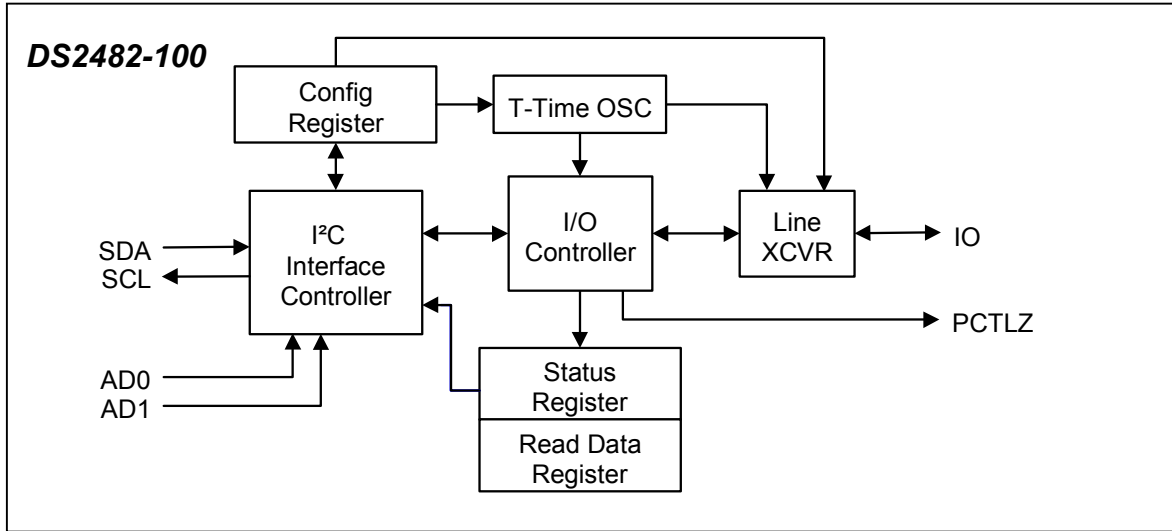 DS2482-100
Config
Register
T-Time OSC
I²C
Interface
Controller
I/O
Controller
Line
XCVR
SDA
SCL
IO
PCTLZ
AD0
AD1
Status
Register
Read Data
Register